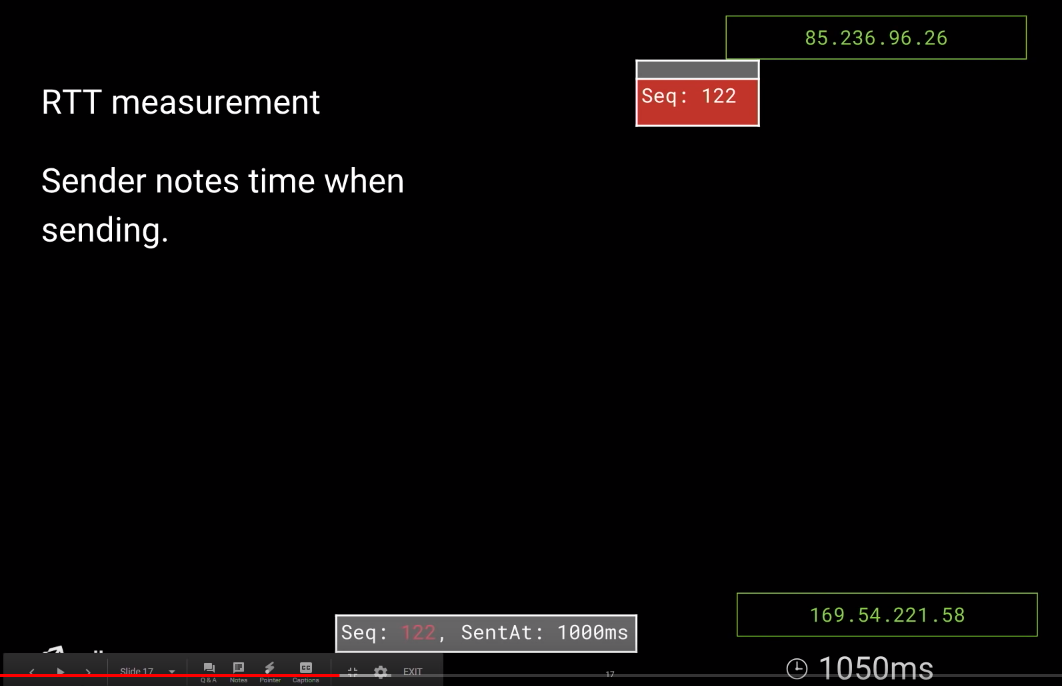 85.236.96.26
Seq: 122
RTT measurement
Sender notes time when
sending.
169.54.221.58
Seq: 122, SentAt: 1000ms
1050ms
Slide 17
Q & A
Notes
Pointer
Captions
EXIT
17